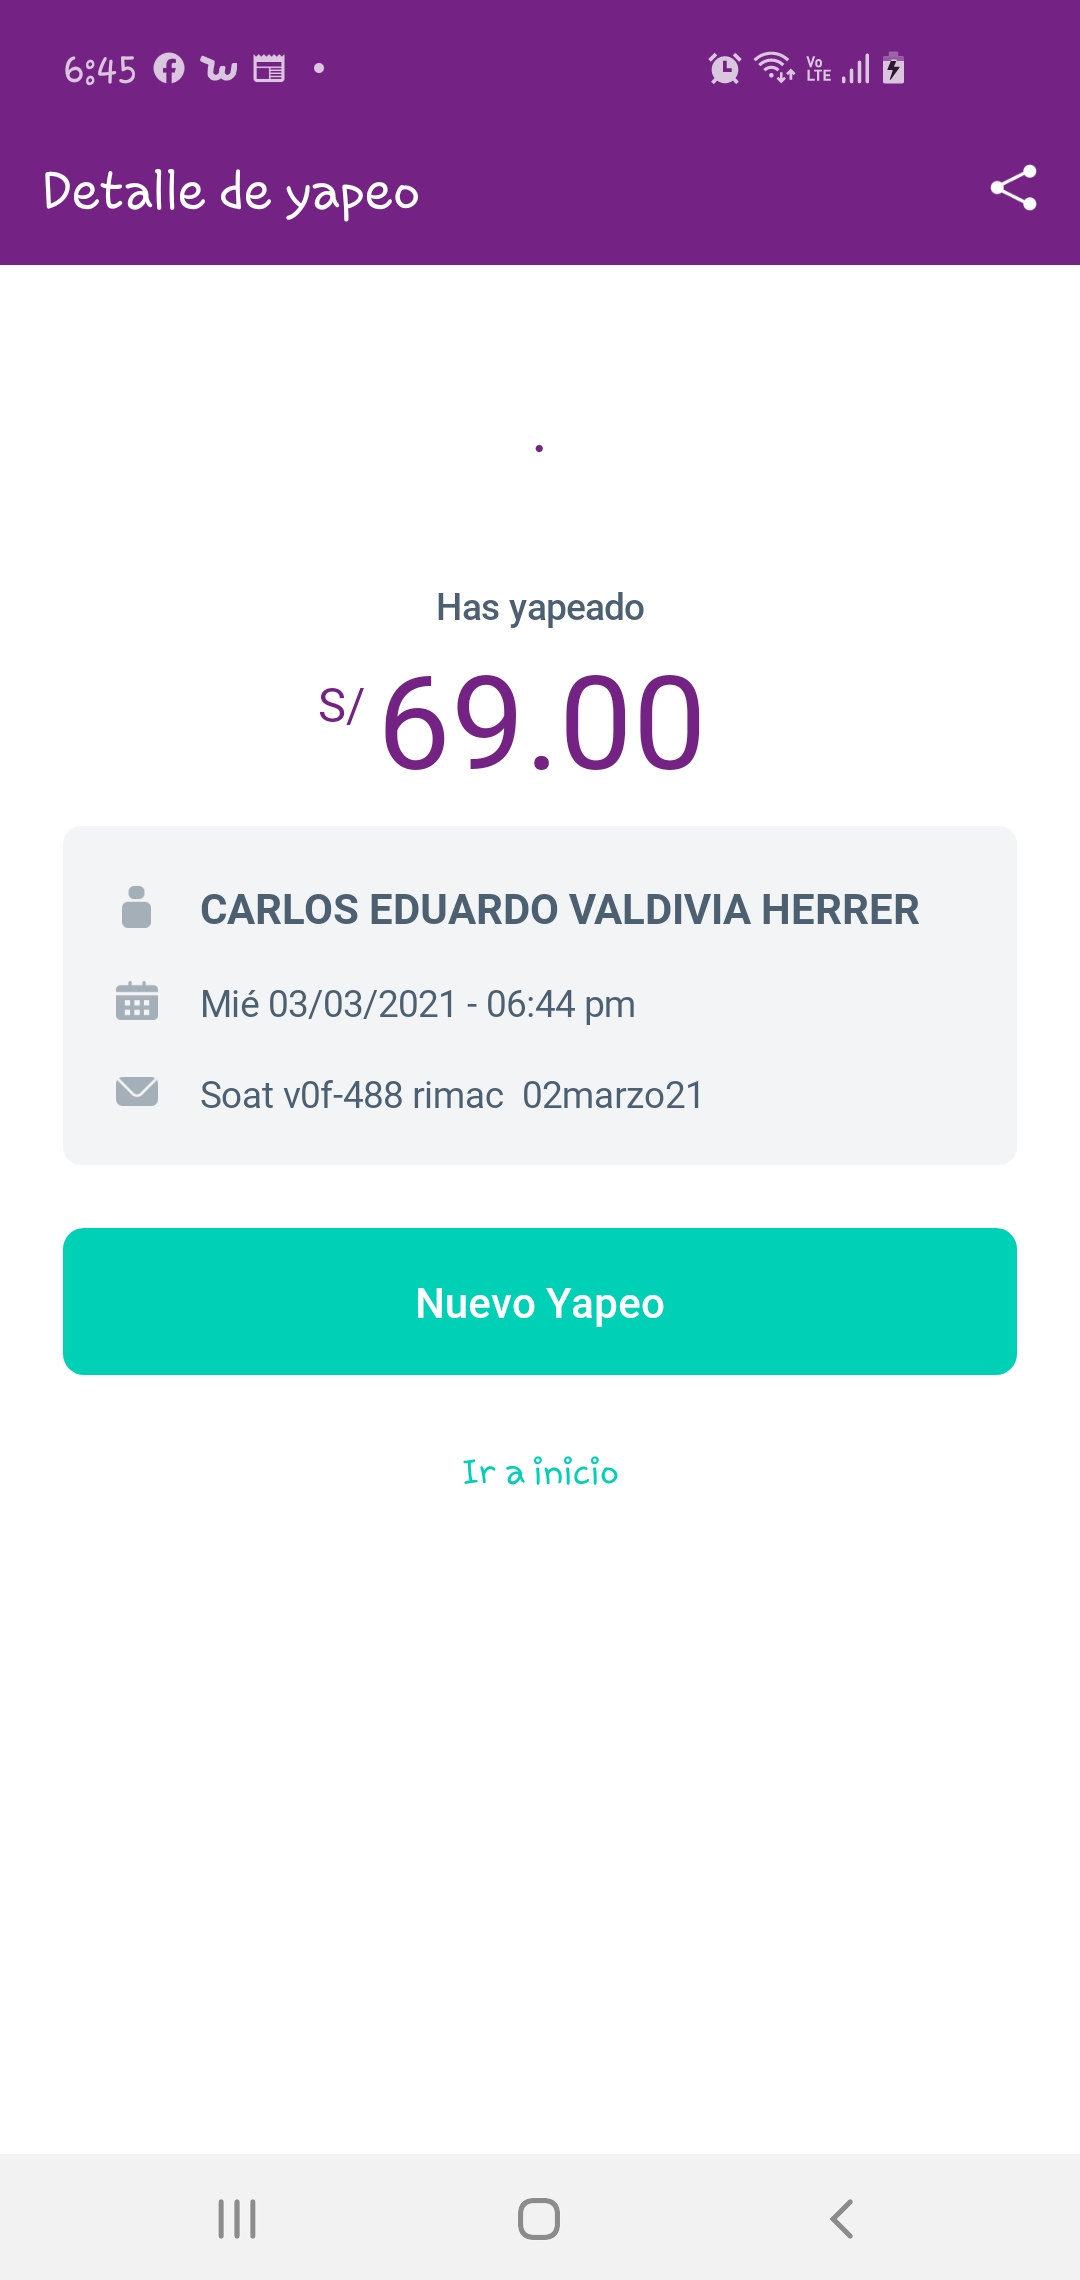 6:45
Vo
LTE
Detalle de yapeo
Has yapeado
S/ 69.00
CARLOS EDUARDO VALDIVIA HERRER
Mié 03/03/2021 - 06:44 pm
Soat v0f-488 rimac  02marzo21
Nuevo Yapeo
Ir a inicio